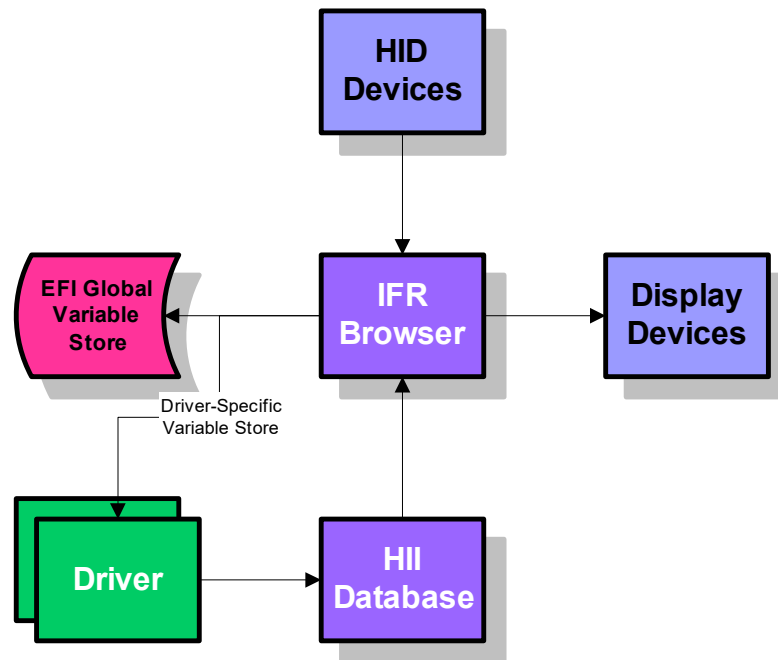 HID
Devices
EFI Global
Variable
Store
IFR
Browser
Display
Devices
Driver-Specific
Variable Store
Driver
HII
Database